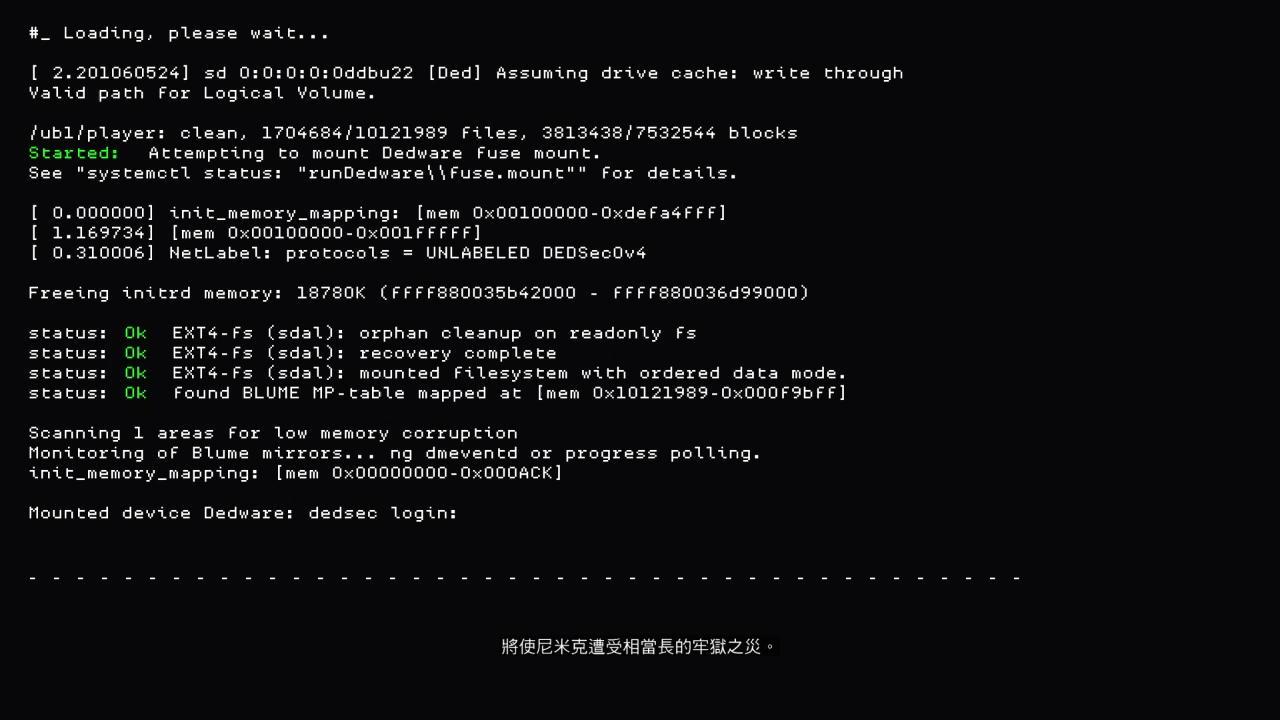 #_ Loading, please wait...
[ 2.201060524] sd 0:0:0:0:0ddbu22 [Ded] Assuming drive cache: write through
Valid path for Logical Volume.
/ubl/player: clean, 1704684/10121989 files, 3813438/7532544 blocks
Started: Attempting to mount Dedware fuse mount.
See "systemctl status: "runDedware\\fuse.mount"" for details.
[ 0.000000] init_memory_mapping: [mem 0x00100000-0xdefa4fff]
[ 1.169734] [mem 0x00100000-0x001fffff]
[ 0.310006] NetLabel: protocols = UNLABELED DEDSecOv4
Freeing initrd memory: 18780K (ffff880035b42000 - ffff880036d99000)
status: Ok EXT4-fs (sdal): orphan cleanup on readonly fs
status: Ok EXT4-fs (sdal): recovery complete
status: Ok EXT4-fs (sdal): mounted filesystem with ordered data mode.
status: Ok found BLUME MP-table mapped at [mem 0x10121989-0x000f9bff]
Scanning 1 areas for low memory corruption
Monitoring of Blume mirrors... ng dmeventd or progress polling.
init_memory_mapping: [mem 0x00000000-0x000ACK]
Mounted device Dedware: dedsec login:
- - - - - - - - - - - - - - - - - - - - - - - - - - - - - - - - - - - - - - - - - -
將使尼米克遭受相當長的牢獄之災。